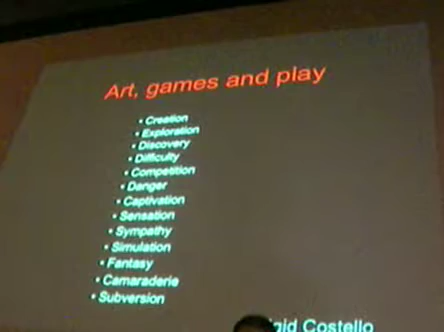 Art, games and play
• Creation
• Exploration
• Discovery
• Difficulty
• Competition
• Danger
• Captivation
• Sensation
• Sympathy
• Simulation
• Fantasy
• Camaraderie
• Subversion
Costello